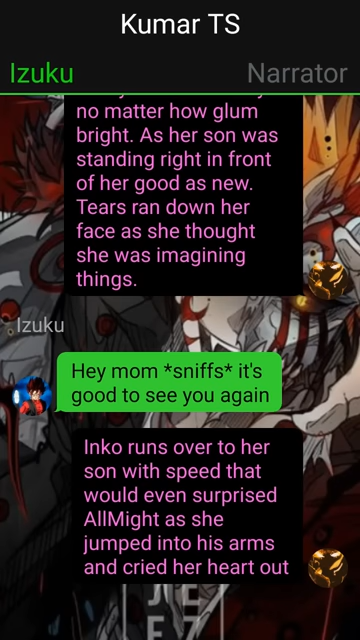 Kumar TS
Izuku
Narrator
no matter how glum
bright. As her son was
standing right in front
of her good as new.
Tears ran down her
face as she thought
she was imagining
things.
Izuku
Hey mom *sniffs* it's
good to see you again
Inko runs over to her
son with speed that
would even surprised
AllMight as she
jumped into his arms
and cried her heart out